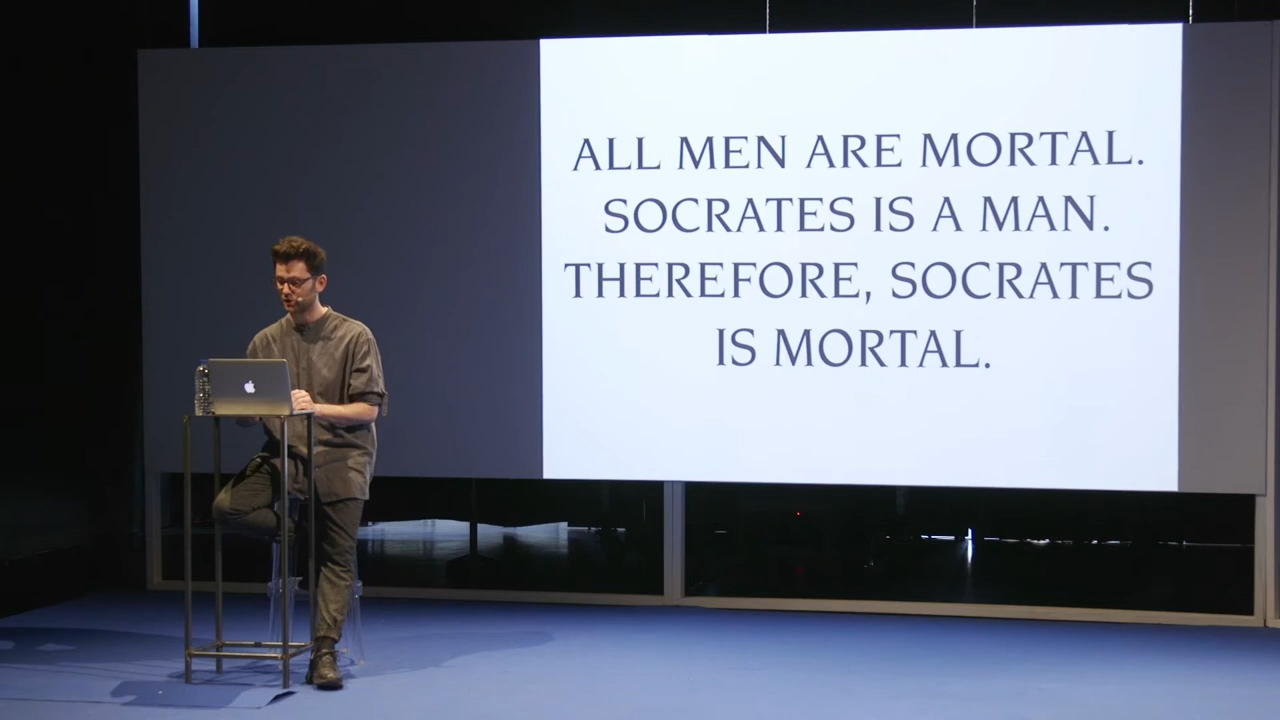 ALL MEN ARE MORTAL.
SOCRATES IS A MAN.
THEREFORE, SOCRATES
IS MORTAL.